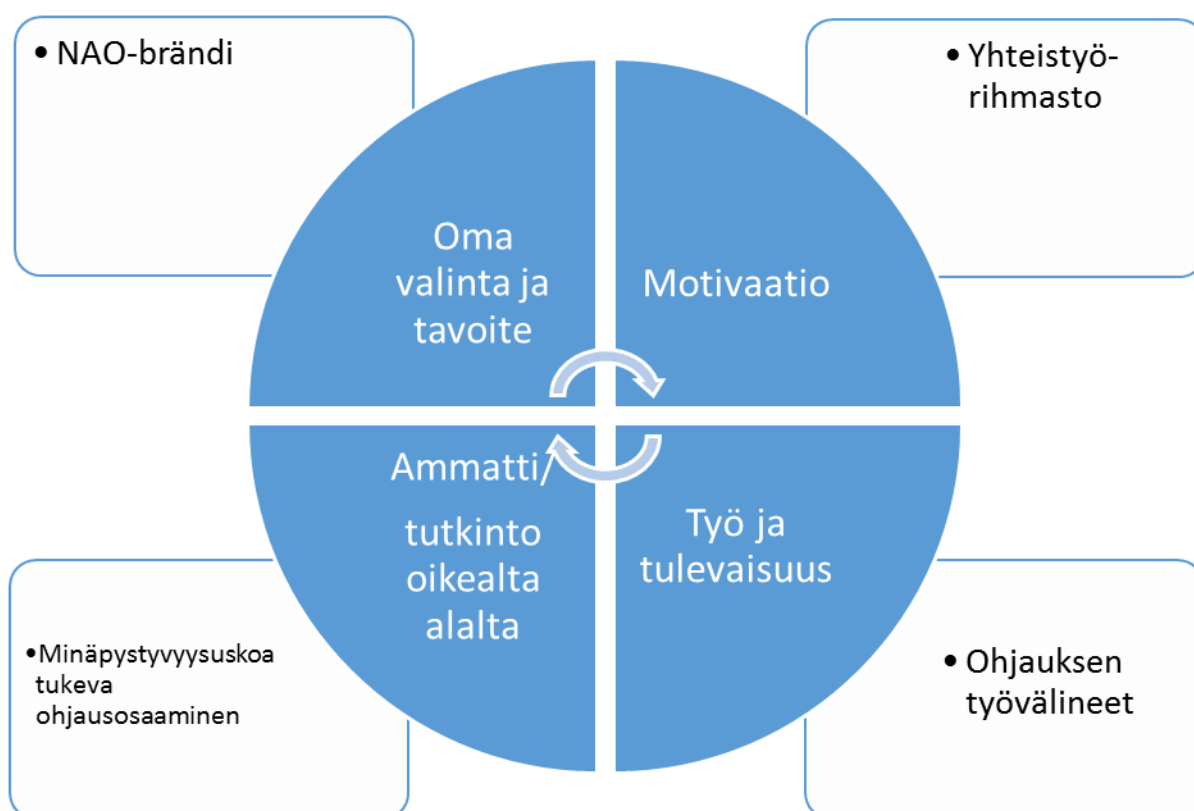 • NAO-brändi
• Yhteistyö-
rihmasto
Oma
valinta ja
tavoite
Motivaatio
Ammatti/
tutkinto
oikealta
alalta
Työ ja
tulevaisuus
•Minäpystyvyysuskoa
tukeva
ohjausosaaminen
• Ohjauksen
työvälineet